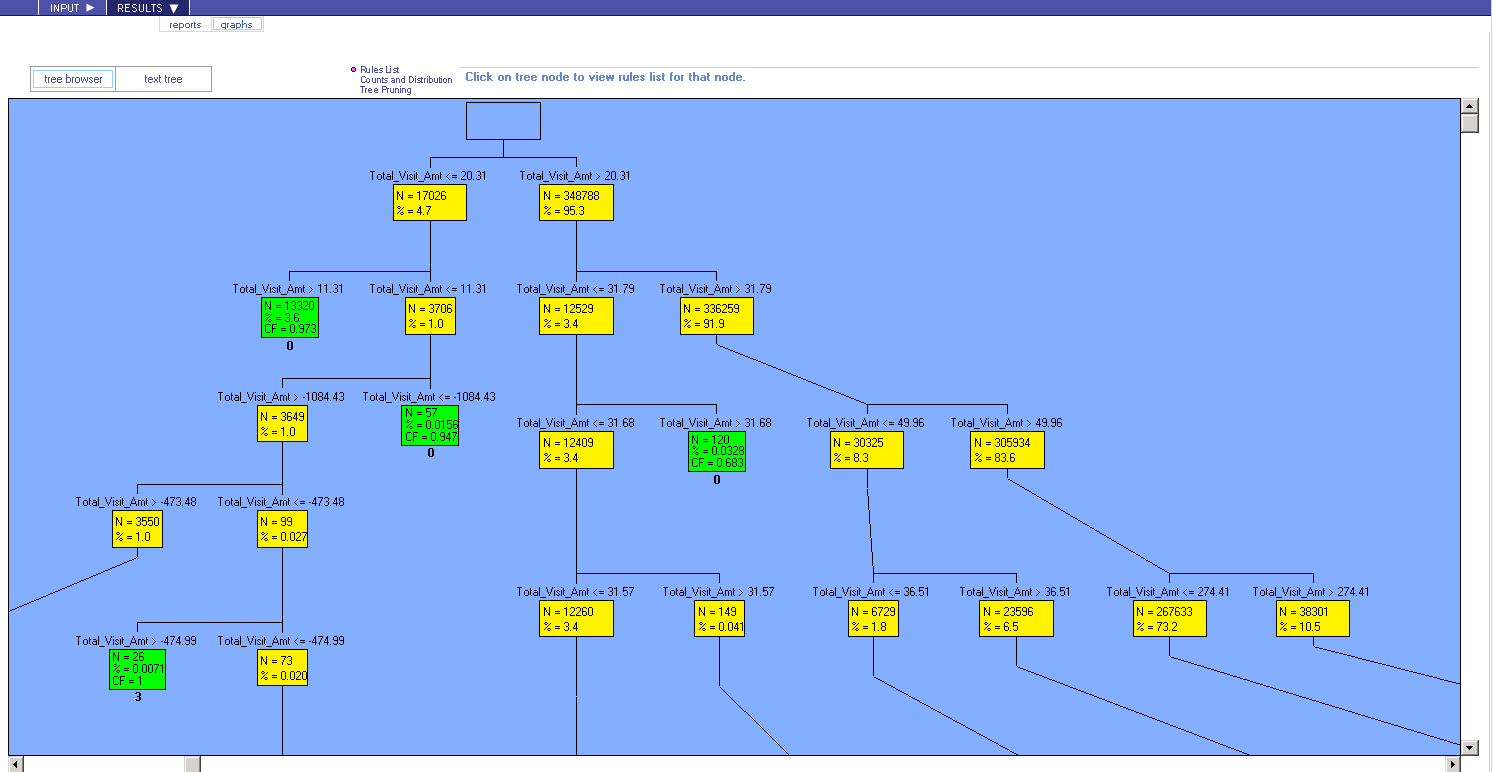 INPUT ▶ RESULTS ▼
reports graphs
tree browser text tree
Rules List
Counts and Distribution
Tree Pruning
Click on tree node to view rules list for that node.
Total_Visit_Amt <= 20.31 Total_Visit_Amt > 20.31
N = 17026 N = 348788
% = 4.7 % = 95.3
Total_Visit_Amt > 11.31 Total_Visit_Amt <= 11.31 Total_Visit_Amt <= 31.79 Total_Visit_Amt > 31.79
N = 13320 N = 3706 N = 12529 N = 336259
% = 3.6 % = 1.0 % = 3.4 % = 91.9
CF = 0.973
0
Total_Visit_Amt > -1084.43 Total_Visit_Amt <= -1084.43
N = 3649 N = 57
% = 1.0 % = 0.0156
CF = 0.947
0
Total_Visit_Amt <= 31.68 Total_Visit_Amt > 31.68 Total_Visit_Amt <= 49.96 Total_Visit_Amt > 49.96
N = 12409 N = 120 N = 30325 N = 305934
% = 3.4 % = 0.0328 % = 8.3 % = 83.6
CF = 0.683
0
Total_Visit_Amt > -473.48 Total_Visit_Amt <= -473.48
N = 3550 N = 99
% = 1.0 % = 0.027
Total_Visit_Amt <= 31.57 Total_Visit_Amt > 31.57 Total_Visit_Amt <= 36.51 Total_Visit_Amt > 36.51 Total_Visit_Amt <= 274.41 Total_Visit_Amt > 274.41
N = 12260 N = 149 N = 6729 N = 23596 N = 267633 N = 38301
% = 3.4 % = 0.041 % = 1.8 % = 6.5 % = 73.2 % = 10.5
Total_Visit_Amt > -474.99 Total_Visit_Amt <= -474.99
N = 26 N = 73
% = 0.0071 % = 0.020
CF = 1
3